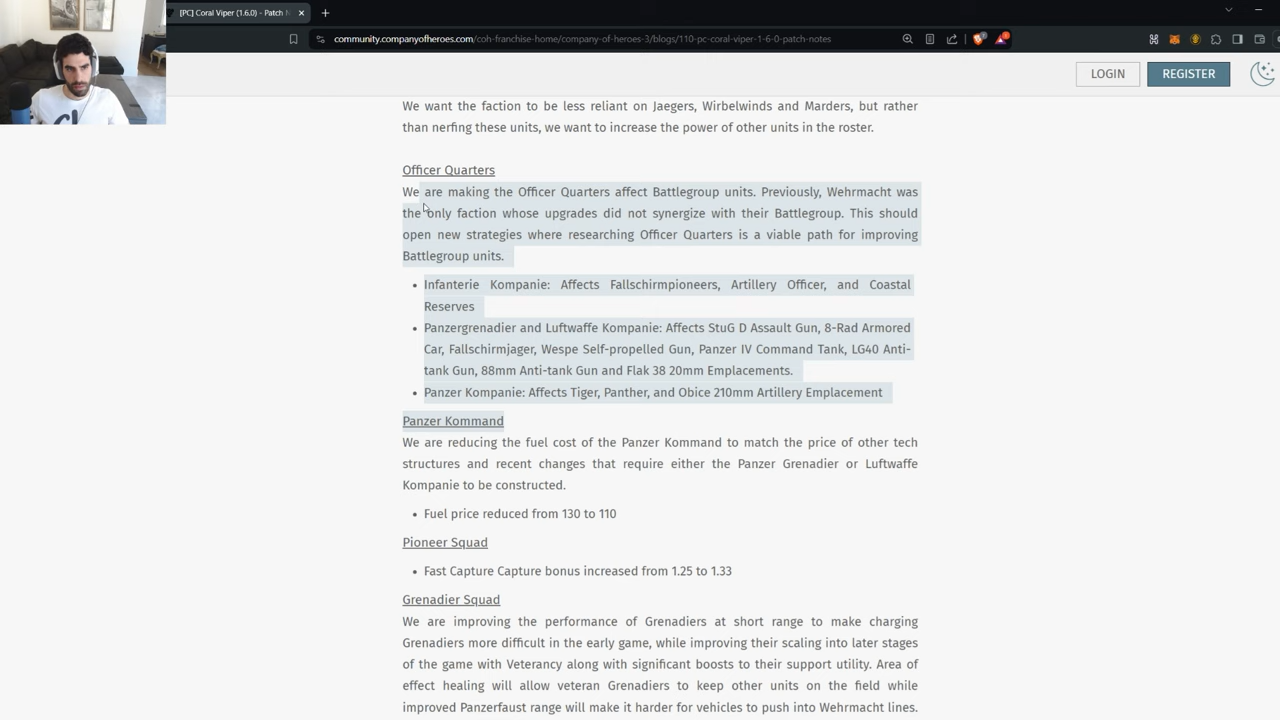 [PC] Coral Viper (1.6.0) - Patch N
community.companyofheroes.com/coh-franchise-home/company-of-heroes-3/blogs/110-pc-coral-viper-1-6-0-patch-notes
LOGIN
REGISTER
We want the faction to be less reliant on Jaegers, Wirbelwinds and Marders, but rather
than nerfing these units, we want to increase the power of other units in the roster.
Officer Quarters
We are making the Officer Quarters affect Battlegroup units. Previously, Wehrmacht was
the only faction whose upgrades did not synergize with their Battlegroup. This should
open new strategies where researching Officer Quarters is a viable path for improving
Battlegroup units.
• Infanterie Kompanie: Affects Fallschirmpioneers, Artillery Officer, and Coastal
Reserves
• Panzergrenadier and Luftwaffe Kompanie: Affects StuG D Assault Gun, 8-Rad Armored
Car, Fallschirmjager, Wespe Self-propelled Gun, Panzer IV Command Tank, LG40 Anti-
tank Gun, 88mm Anti-tank Gun and Flak 38 20mm Emplacements.
• Panzer Kompanie: Affects Tiger, Panther, and Obice 210mm Artillery Emplacement
Panzer Kommand
We are reducing the fuel cost of the Panzer Kommand to match the price of other tech
structures and recent changes that require either the Panzer Grenadier or Luftwaffe
Kompanie to be constructed.
• Fuel price reduced from 130 to 110
Pioneer Squad
• Fast Capture Capture bonus increased from 1.25 to 1.33
Grenadier Squad
We are improving the performance of Grenadiers at short range to make charging
Grenadiers more difficult in the early game, while improving their scaling into later stages
of the game with Veterancy along with significant boosts to their support utility. Area of
effect healing will allow veteran Grenadiers to keep other units on the field while
improved Panzerfaust range will make it harder for vehicles to push into Wehrmacht lines.